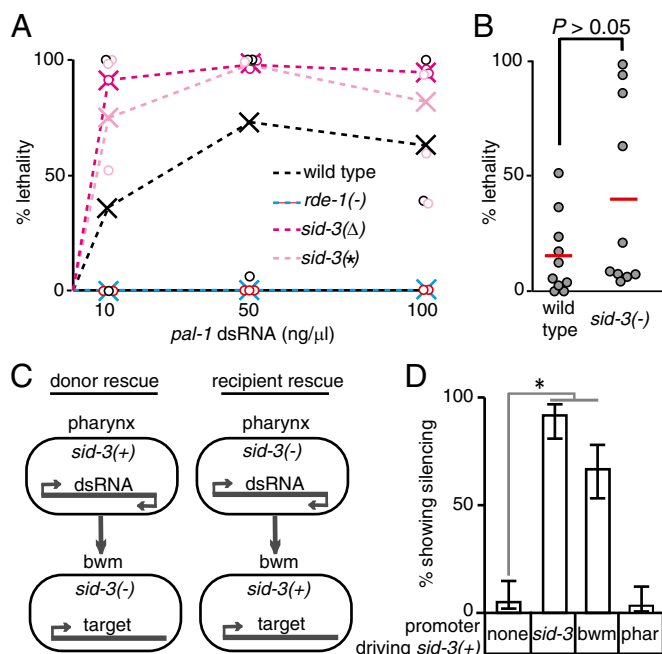 A
% lethality
100
50
0
10
50
100
pal-1 dsRNA (ng/μl)
wild type
rde-1(-)
sid-3(Δ)
sid-3(*)
B
P > 0.05
% lethality
100
50
0
wild type
sid-3(-)
C
donor rescue
pharynx
sid-3(+)
dsRNA
bwm
sid-3(-)
target
recipient rescue
pharynx
sid-3(-)
dsRNA
bwm
sid-3(+)
target
D
*
% showing silencing
100
50
0
promoter driving sid-3(+)
none
sid-3
bwm
phar